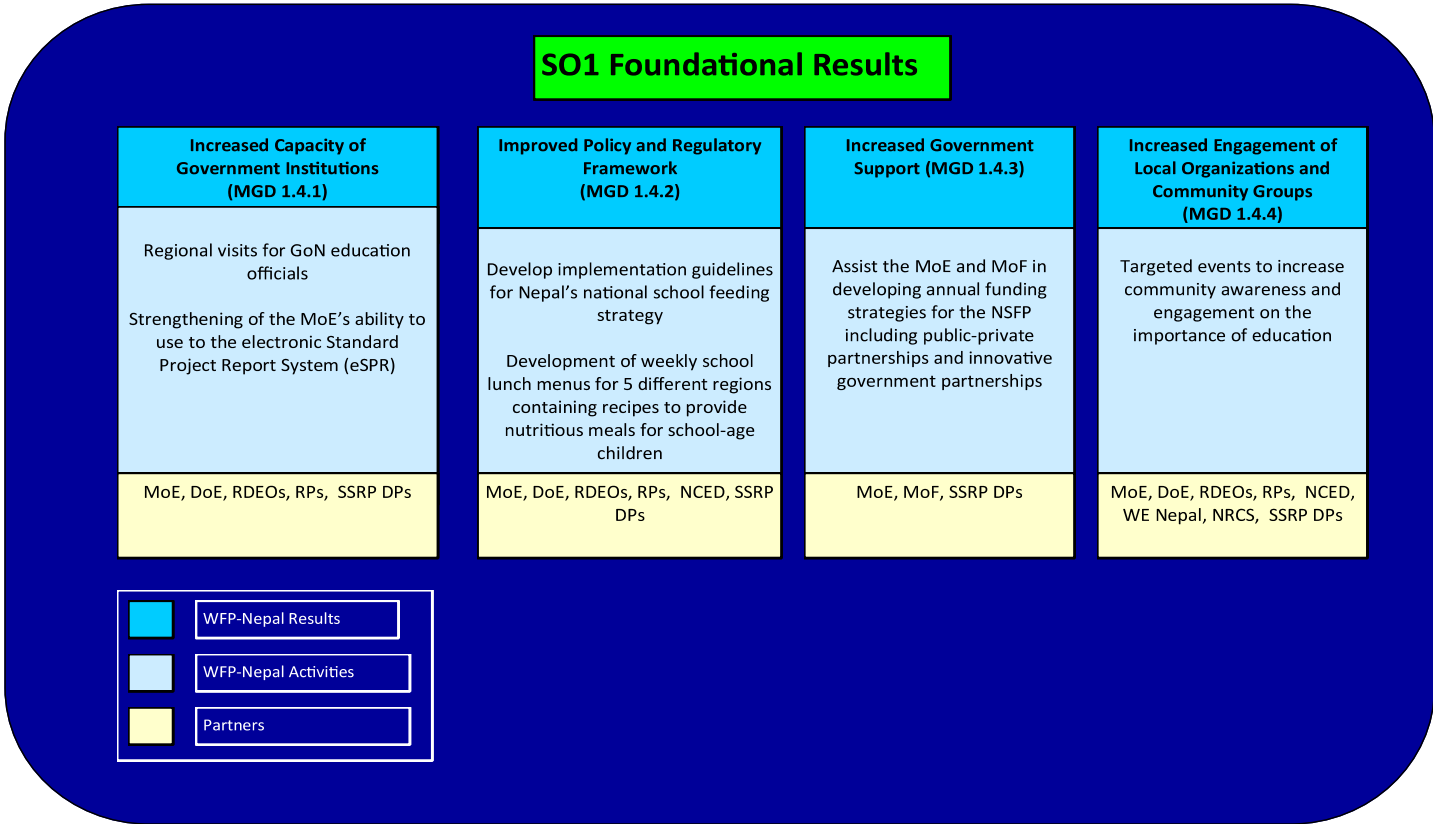 SO1 Foundational Results
Increased Capacity of
Government Institutions
(MGD 1.4.1)
Regional visits for GoN education
officials
Strengthening of the MoE’s ability to
use to the electronic Standard
Project Report System (eSPR)
MoE, DoE, RDEOs, RPs, SSRP DPs
Improved Policy and Regulatory
Framework
(MGD 1.4.2)
Develop implementation guidelines
for Nepal’s national school feeding
strategy
Development of weekly school
lunch menus for 5 different regions
containing recipes to provide
nutritious meals for school-age
children
MoE, DoE, RDEOs, RPs, NCED, SSRP
DPs
Increased Government
Support (MGD 1.4.3)
Assist the MoE and MoF in
developing annual funding
strategies for the NSFP
including public-private
partnerships and innovative
government partnerships
MoE, MoF, SSRP DPs
Increased Engagement of
Local Organizations and
Community Groups
(MGD 1.4.4)
Targeted events to increase
community awareness and
engagement on the
importance of education
MoE, DoE, RDEOs, RPs, NCED,
WE Nepal, NRCS, SSRP DPs
WFP-Nepal Results
WFP-Nepal Activities
Partners